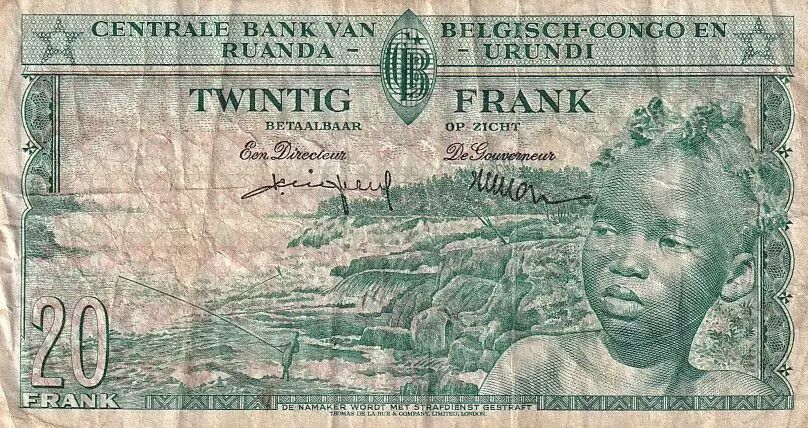 CENTRALE BANK VAN BELGISCH-CONGO EN
RUANDA - - URUNDI
TWINTIG FRANK
BETAALBAAR OP ZICHT
Een Directeur De Gouverneur
20
FRANK
DE NAMAKER WORDT MET STRAFDIENST GESTRAFT
THOMAS DE LA RUE & COMPANY, LIMITED, LONDON.